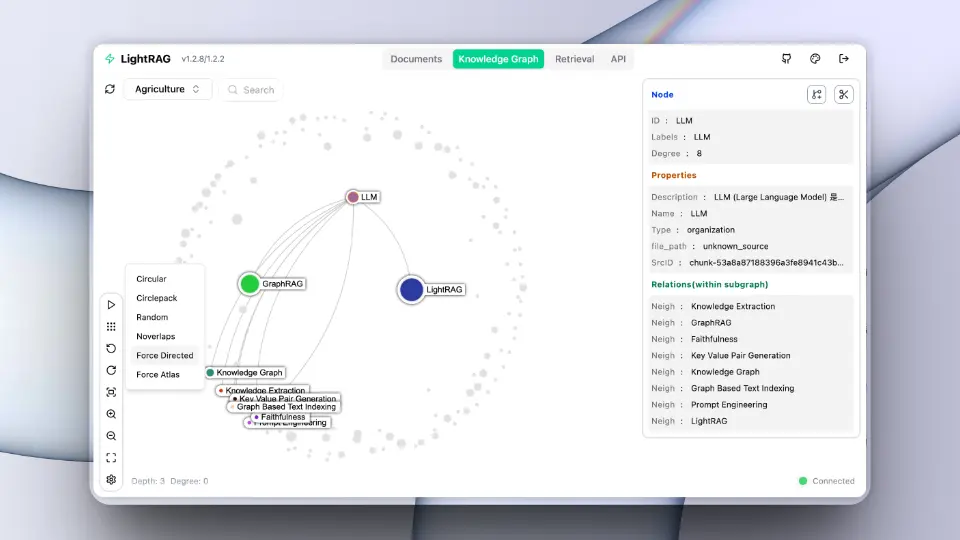 LightRAG v1.2.8/1.2.2
Documents Knowledge Graph Retrieval API
Agriculture Search
LLM
GraphRAG
LightRAG
Circular
Circlepack
Random
Noverlaps
Force Directed
Force Atlas
Knowledge Graph
Knowledge Extraction
Key Value Pair Generation
Graph Based Text Indexing
Faithfulness
Prompt Engineering
Depth: 3 Degree: 0
Node
ID : LLM
Labels : LLM
Degree : 8
Properties
Description : LLM (Large Language Model) 是...
Name : LLM
Type : organization
file_path : unknown_source
SrcID : chunk-53a8a87188396a3fe8941c43b...
Relations(within subgraph)
Neigh : Knowledge Extraction
Neigh : GraphRAG
Neigh : Faithfulness
Neigh : Key Value Pair Generation
Neigh : Knowledge Graph
Neigh : Graph Based Text Indexing
Neigh : Prompt Engineering
Neigh : LightRAG
Connected